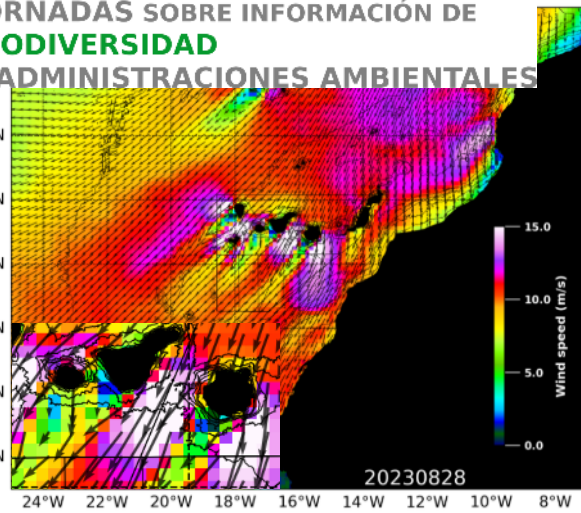 ORNADAS SOBRE INFORMACIÓN DE
ODIVERSIDAD
ADMINISTRACIONES AMBIENTALES
N
N
N
N
N
N
15.0
10.0
5.0
0.0
Wind speed (m/s)
20230828
24°W 22°W 20°W 18°W 16°W 14°W 12°W 10°W 8°W